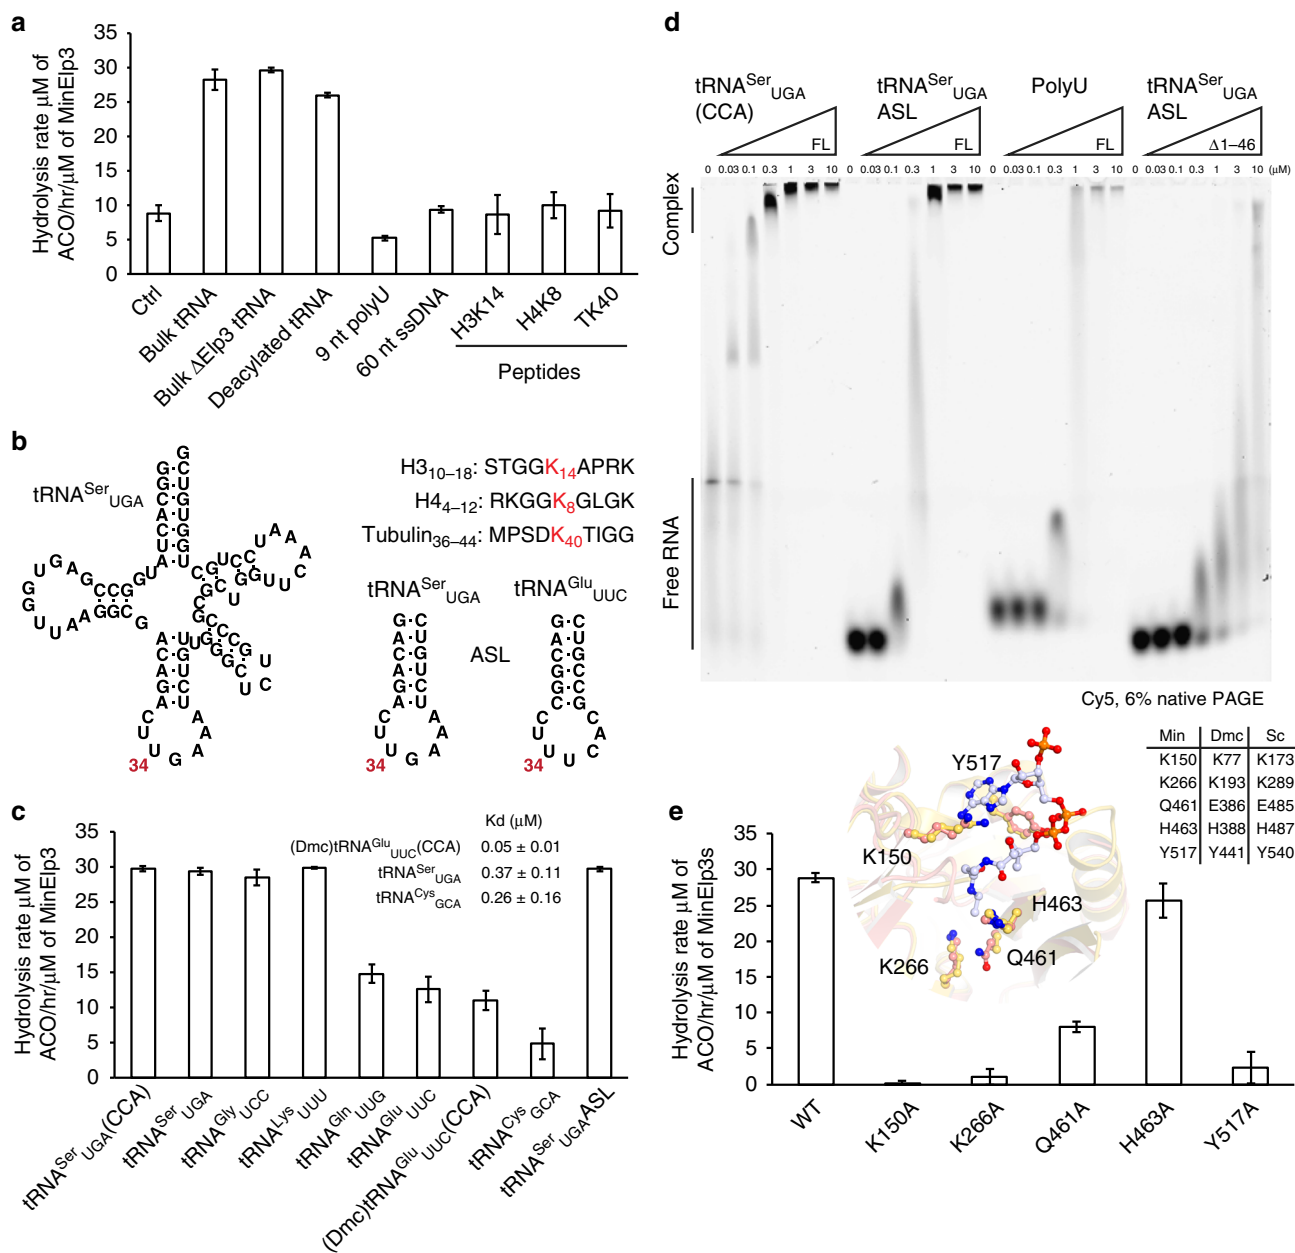 a
Hydrolysis rate µM of
ACO/hr/µM of MinElp3
35
30
25
20
15
10
5
0
Ctrl
Bulk tRNA
Bulk ΔElp3 tRNA
Deacylated tRNA
9 nt polyU
60 nt ssDNA
H3K14
H4K8
TK40
Peptides
b
tRNA^Ser_UGA
34
H3_10–18: STGGK_14APRK
H4_4–12: RKGGK_8GLGK
Tubulin_36–44: MPSDK_40TIGG
tRNA^Ser_UGA
tRNA^Glu_UUC
ASL
34
34
c
Hydrolysis rate µM of
ACO/hr/µM of MinElp3
35
30
25
20
15
10
5
0
Kd (µM)
(Dmc)tRNA^Glu_UUC(CCA) 0.05 ± 0.01
tRNA^Ser_UGA 0.37 ± 0.11
tRNA^Cys_GCA 0.26 ± 0.16
tRNA^Ser_UGA(CCA)
tRNA^Ser_UGA
tRNA^Gly_UCC
tRNA^Lys_UUU
tRNA^Gln_UUG
tRNA^Glu_UUC
(Dmc)tRNA^Glu_UUC(CCA)
tRNA^Cys_GCA
tRNA^Ser_UGA ASL
d
tRNA^Ser_UGA (CCA)
tRNA^Ser_UGA ASL
PolyU
tRNA^Ser_UGA ASL
FL FL FL Δ1–46
0 0.03 0.1 0.3 1 3 10 0 0.03 0.1 0.3 1 3 10 0 0.03 0.1 0.3 1 3 10 0 0.03 0.1 0.3 1 3 10 (µM)
Complex
Free RNA
Cy5, 6% native PAGE
Min Dmc Sc
K150 K77 K173
K266 K193 K289
Q461 E386 E485
H463 H388 H487
Y517 Y441 Y540
e
Hydrolysis rate µM of
ACO/hr/µM of MinElp3s
35
30
25
20
15
10
5
0
Y517
K150
H463
K266
Q461
WT
K150A
K266A
Q461A
H463A
Y517A